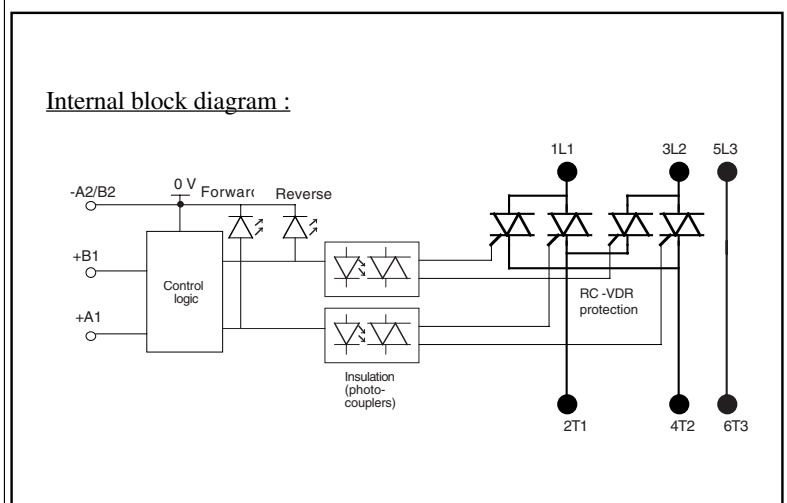 Internal block diagram :
1L1 3L2 5L3
-A2/B2 0 V Forward Reverse
+B1
Control
logic
+A1
RC -VDR
protection
Insulation
(photo-
couplers)
2T1 4T2 6T3